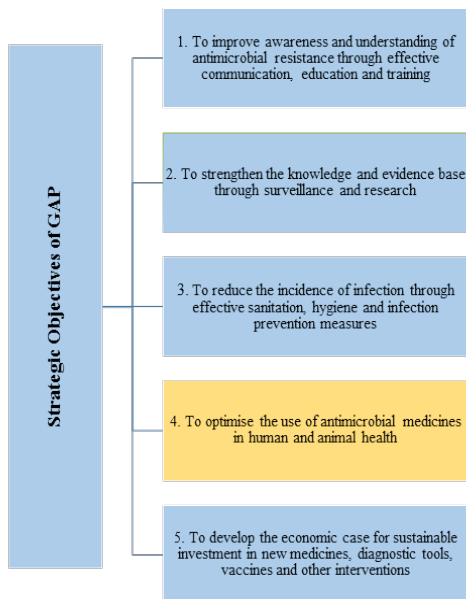 Strategic Objectives of GAP
1. To improve awareness and understanding of
antimicrobial resistance through effective
communication, education and training
2. To strengthen the knowledge and evidence base
through surveillance and research
3. To reduce the incidence of infection through
effective sanitation, hygiene and infection
prevention measures
4. To optimise the use of antimicrobial medicines
in human and animal health
5. To develop the economic case for sustainable
investment in new medicines, diagnostic tools,
vaccines and other interventions